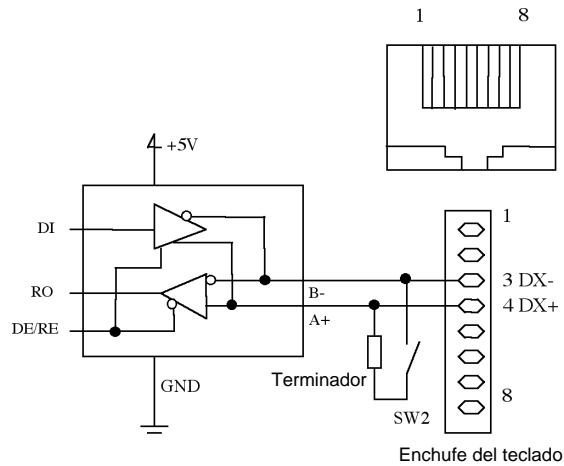 1 8
+5V
DI
1
3 DX-
RO
B-
4 DX+
A+
DE/RE
Terminador
GND
8
SW2
Enchufe del teclado